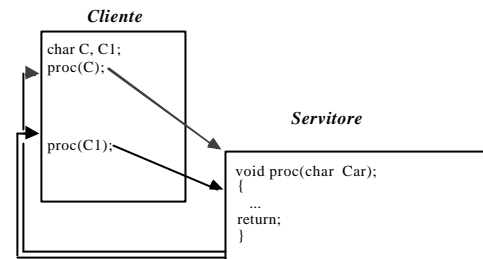 Cliente
char C, C1;
proc(C);
proc(C1);
Servitore
void proc(char Car);
{
...
return;
}